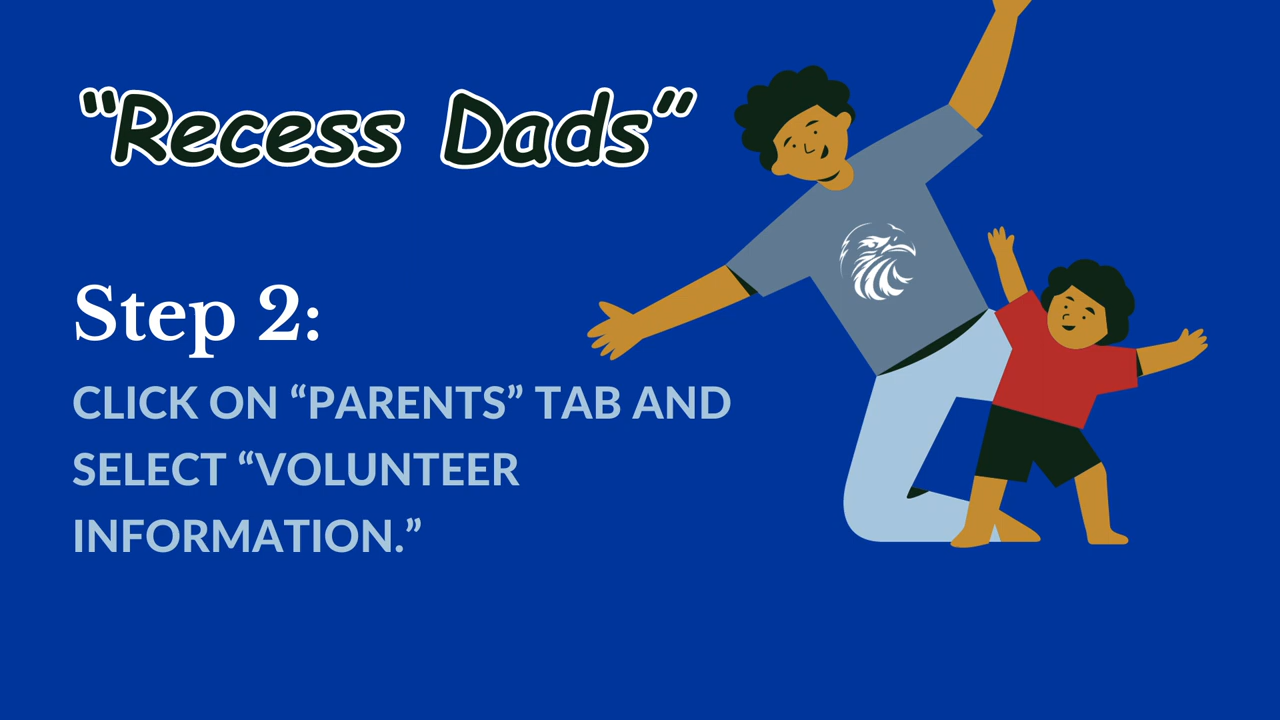 “Recess Dads”
Step 2:
CLICK ON “PARENTS” TAB AND
SELECT “VOLUNTEER
INFORMATION.”